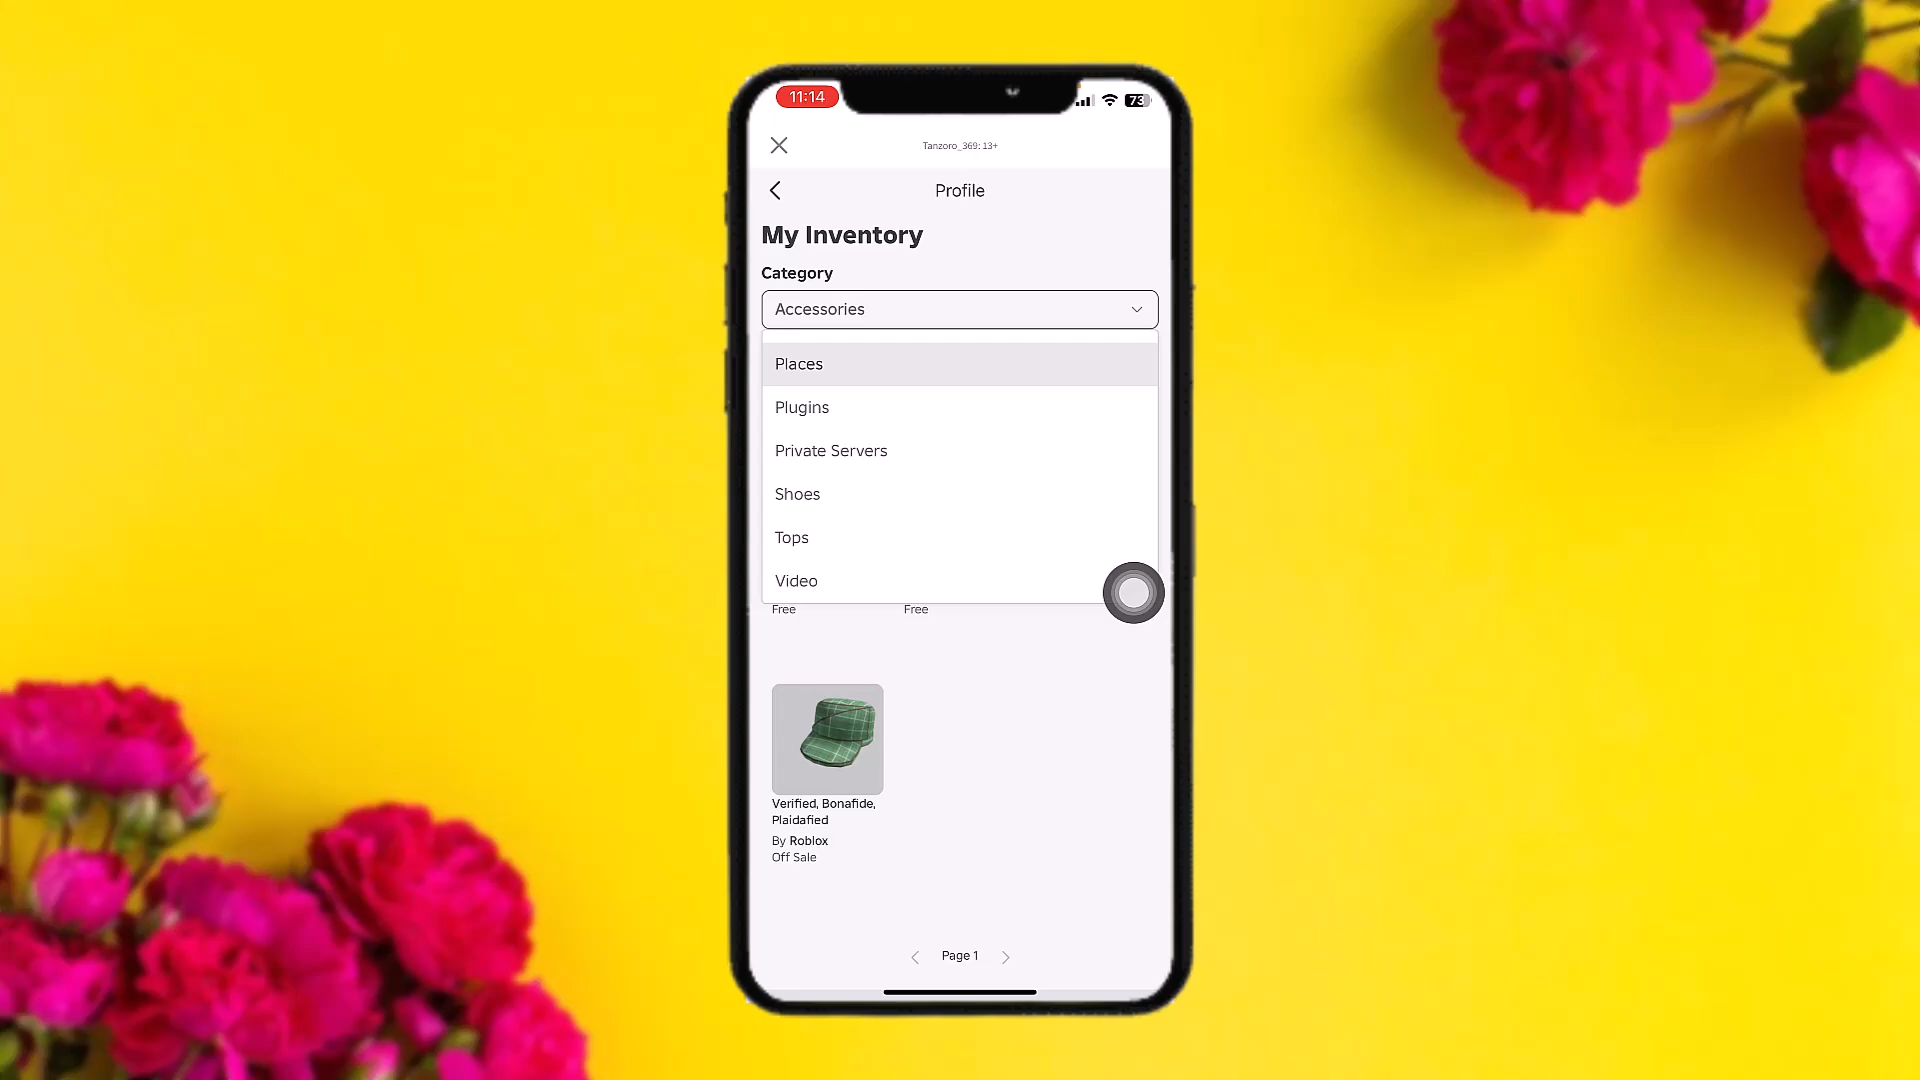 11:14
73
Tanzoro_369: 13+
Profile
My Inventory
Category
Accessories
Places
Plugins
Private Servers
Shoes
Tops
Video
Free Free
Verified, Bonafide,
Plaidafied
By Roblox
Off Sale
Page 1